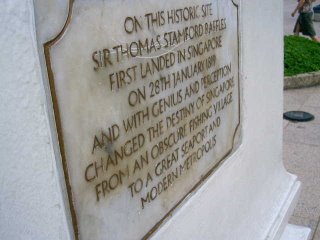 ON THIS HISTORIC SITE
SIR THOMAS STAMFORD RAFFLES
FIRST LANDED IN SINGAPORE
ON 28TH JANUARY 1819
AND WITH GENIUS AND PERCEPTION
CHANGED THE DESTINY OF SINGAPORE
FROM AN OBSCURE FISHING VILLAGE
TO A GREAT SEAPORT AND
MODERN METROPOLIS